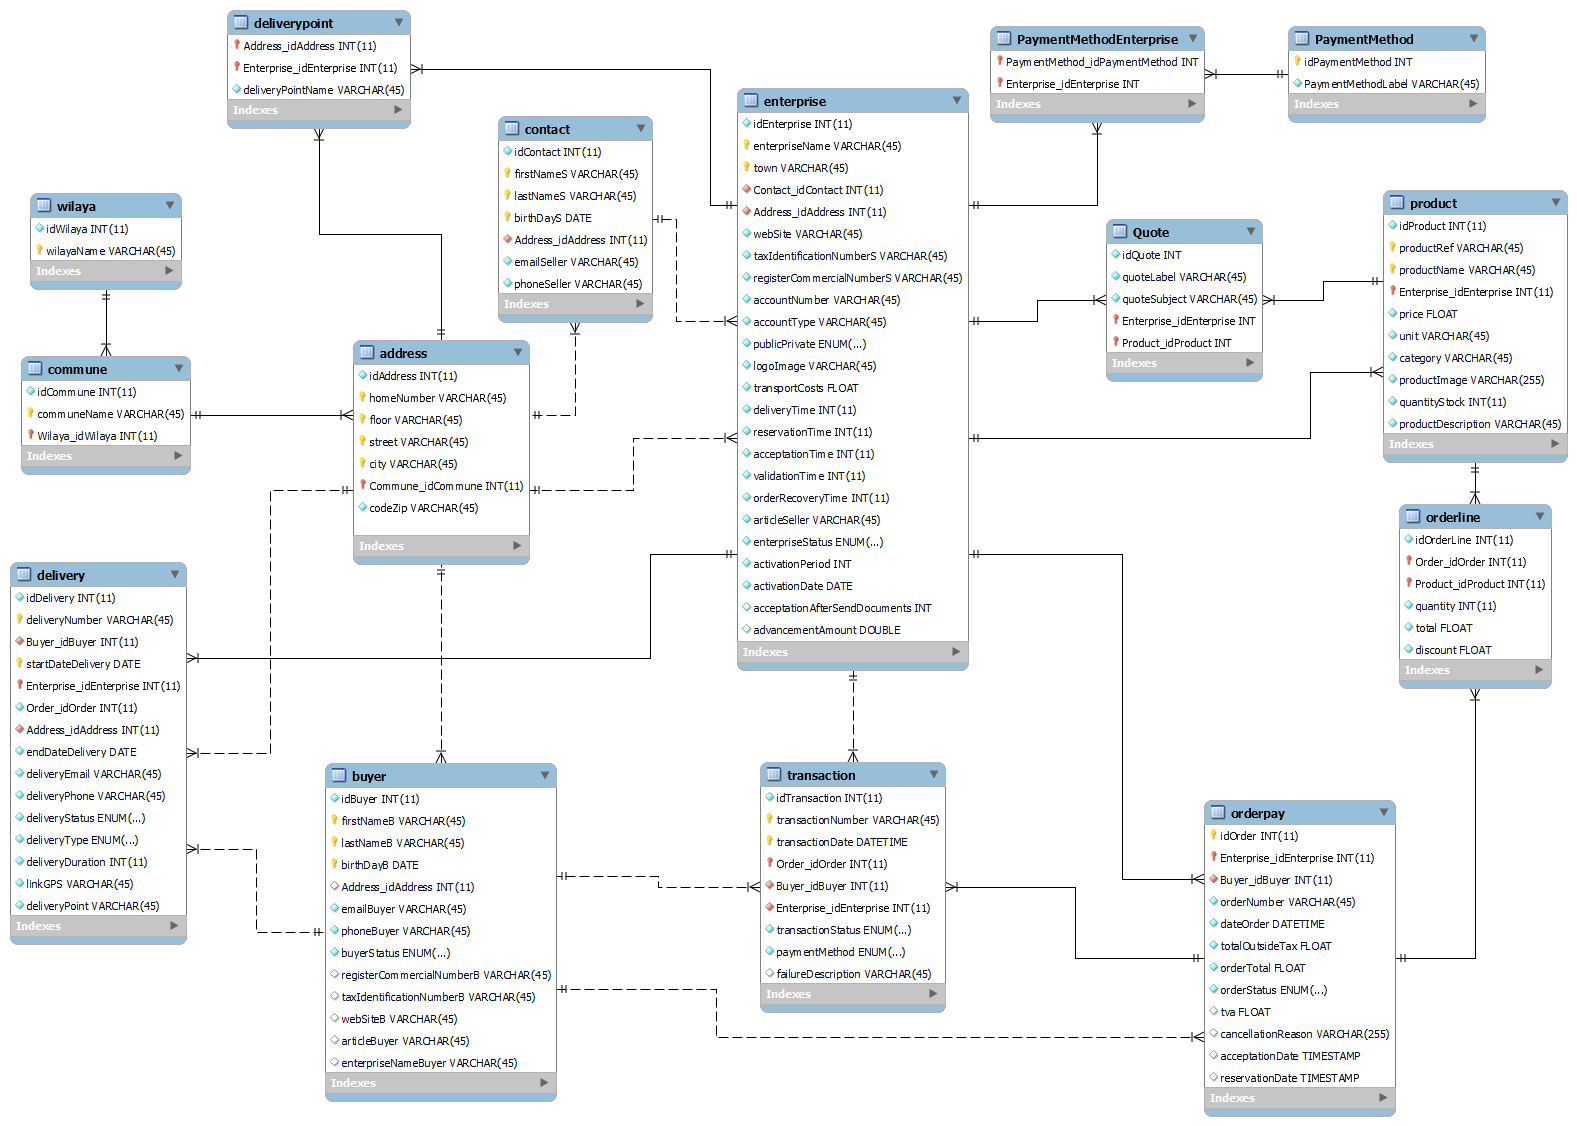 deliverypoint
Address_idAddress INT(11)
Enterprise_idEnterprise INT(11)
deliveryPointName VARCHAR(45)
Indexes
PaymentMethodEnterprise
PaymentMethod_idPaymentMethod INT
Enterprise_idEnterprise INT
Indexes
PaymentMethod
idPaymentMethod INT
PaymentMethodLabel VARCHAR(45)
Indexes
enterprise
idEnterprise INT(11)
enterpriseName VARCHAR(45)
town VARCHAR(45)
Contact_idContact INT(11)
Address_idAddress INT(11)
webSite VARCHAR(45)
taxIdentificationNumberS VARCHAR(45)
registerCommercialNumberS VARCHAR(45)
accountNumber VARCHAR(45)
accountType VARCHAR(45)
publicPrivate ENUM(...)
logoImage VARCHAR(45)
transportCosts FLOAT
deliveryTime INT(11)
reservationTime INT(11)
acceptationTime INT(11)
validationTime INT(11)
orderRecoveryTime INT(11)
articleSeller VARCHAR(45)
enterpriseStatus ENUM(...)
activationPeriod INT
activationDate DATE
acceptationAfterSendDocuments INT
advancementAmount DOUBLE
Indexes
contact
idContact INT(11)
firstNameS VARCHAR(45)
lastNameS VARCHAR(45)
birthDayS DATE
Address_idAddress INT(11)
emailSeller VARCHAR(45)
phoneSeller VARCHAR(45)
Indexes
wilaya
idWilaya INT(11)
wilayaName VARCHAR(45)
Indexes
product
idProduct INT(11)
productRef VARCHAR(45)
productName VARCHAR(45)
Enterprise_idEnterprise INT(11)
price FLOAT
unit VARCHAR(45)
category VARCHAR(45)
productImage VARCHAR(255)
quantityStock INT(11)
productDescription VARCHAR(45)
Indexes
Quote
idQuote INT
quoteLabel VARCHAR(45)
quoteSubject VARCHAR(45)
Enterprise_idEnterprise INT
Product_idProduct INT
Indexes
commune
idCommune INT(11)
communeName VARCHAR(45)
Wilaya_idWilaya INT(11)
Indexes
address
idAddress INT(11)
homeNumber VARCHAR(45)
floor VARCHAR(45)
street VARCHAR(45)
city VARCHAR(45)
Commune_idCommune INT(11)
codeZip VARCHAR(45)
Indexes
orderline
idOrderLine INT(11)
Order_idOrder INT(11)
Product_idProduct INT(11)
quantity INT(11)
total FLOAT
discount FLOAT
Indexes
delivery
idDelivery INT(11)
deliveryNumber VARCHAR(45)
Buyer_idBuyer INT(11)
startDateDelivery DATE
Enterprise_idEnterprise INT(11)
Order_idOrder INT(11)
Address_idAddress INT(11)
endDateDelivery DATE
deliveryEmail VARCHAR(45)
deliveryPhone VARCHAR(45)
deliveryStatus ENUM(...)
deliveryType ENUM(...)
deliveryDuration INT(11)
linkGPS VARCHAR(45)
deliveryPoint VARCHAR(45)
Indexes
buyer
idBuyer INT(11)
firstNameB VARCHAR(45)
lastNameB VARCHAR(45)
birthDayB DATE
Address_idAddress INT(11)
emailBuyer VARCHAR(45)
phoneBuyer VARCHAR(45)
buyerStatus ENUM(...)
registerCommercialNumberB VARCHAR(45)
taxIdentificationNumberB VARCHAR(45)
webSiteB VARCHAR(45)
articleBuyer VARCHAR(45)
enterpriseNameBuyer VARCHAR(45)
Indexes
transaction
idTransaction INT(11)
transactionNumber VARCHAR(45)
transactionDate DATETIME
Order_idOrder INT(11)
Buyer_idBuyer INT(11)
Enterprise_idEnterprise INT(11)
transactionStatus ENUM(...)
paymentMethod ENUM(...)
failureDescription VARCHAR(45)
Indexes
orderpay
idOrder INT(11)
Enterprise_idEnterprise INT(11)
Buyer_idBuyer INT(11)
orderNumber VARCHAR(45)
dateOrder DATETIME
totalOutsideTax FLOAT
orderTotal FLOAT
orderStatus ENUM(...)
tva FLOAT
cancellationReason VARCHAR(255)
acceptationDate TIMESTAMP
reservationDate TIMESTAMP
Indexes